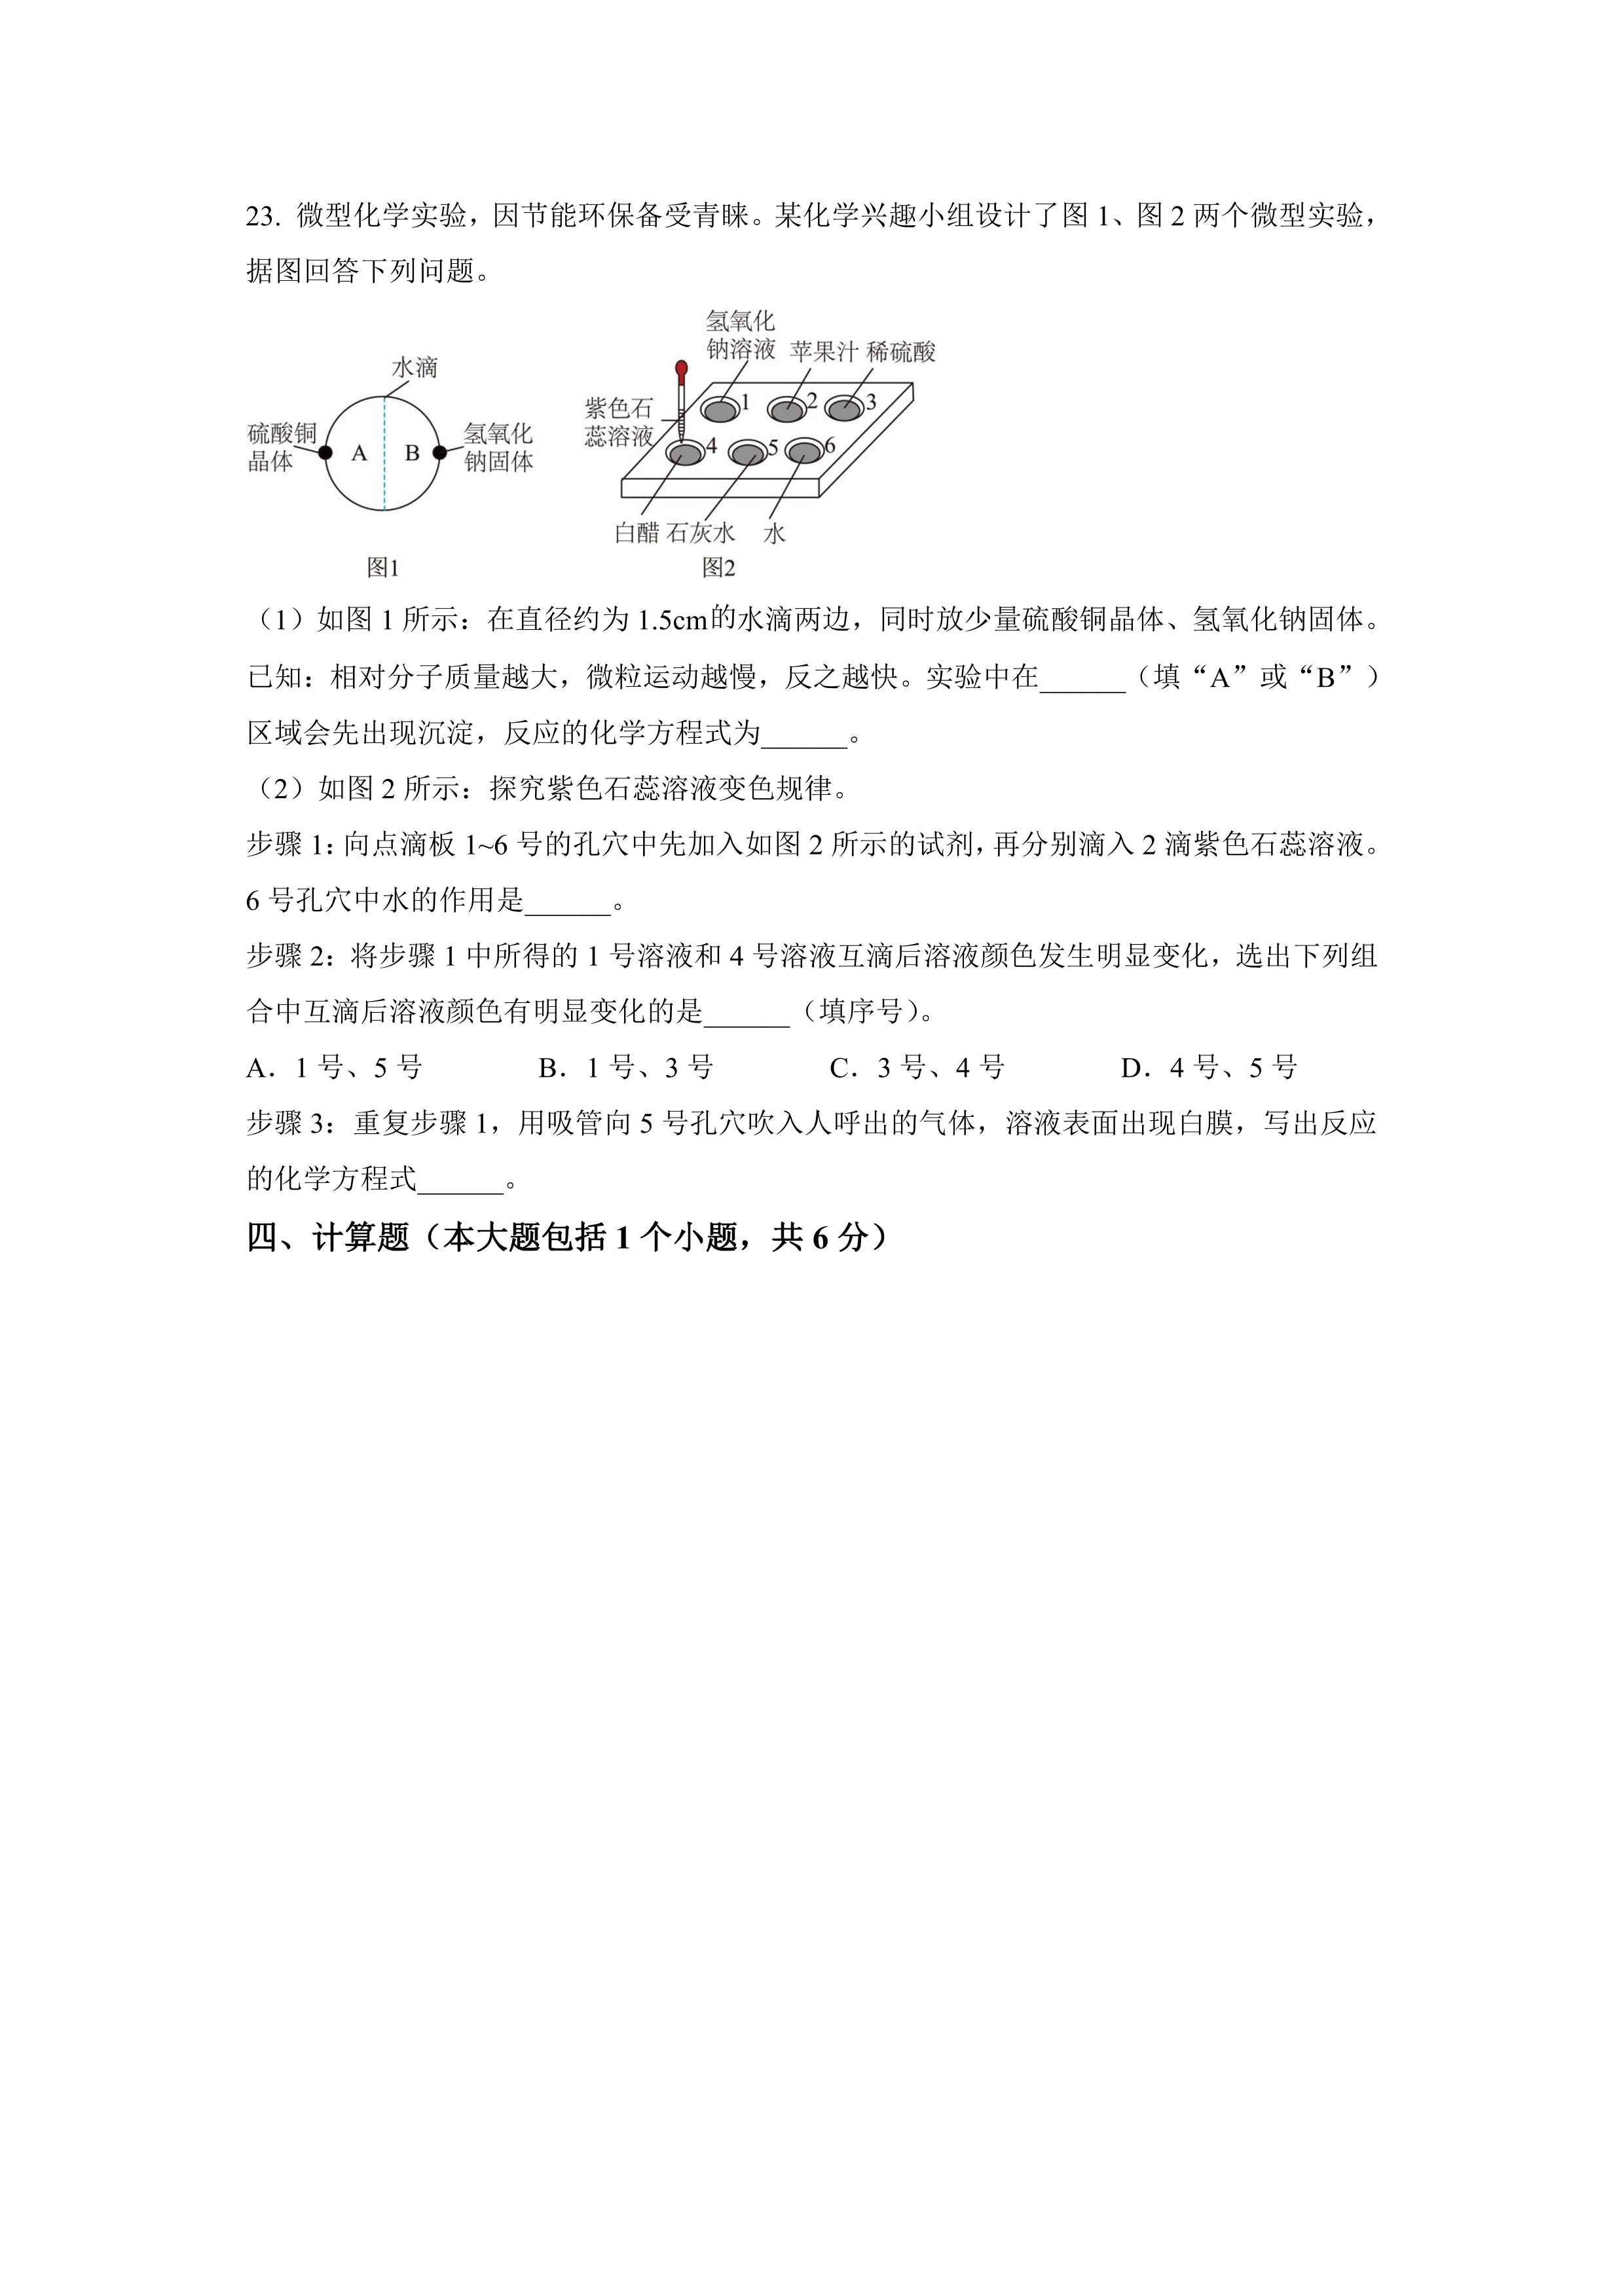 23. 微型化学实验，因节能环保备受青睐。某化学兴趣小组设计了图 1、图 2 两个微型实验，
据图回答下列问题。
水滴
硫酸铜
晶体
A
B
氢氧化
钠固体
图1
氢氧化
钠溶液
苹果汁
稀硫酸
紫色石
蕊溶液
1
2
3
4
5
6
白醋
石灰水
水
图2
（1）如图 1 所示：在直径约为 1.5cm的水滴两边，同时放少量硫酸铜晶体、氢氧化钠固体。
已知：相对分子质量越大，微粒运动越慢，反之越快。实验中在______（填“A”或“B”）
区域会先出现沉淀，反应的化学方程式为______。
（2）如图 2 所示：探究紫色石蕊溶液变色规律。
步骤 1：向点滴板 1~6 号的孔穴中先加入如图 2 所示的试剂，再分别滴入 2 滴紫色石蕊溶液。
6 号孔穴中水的作用是______。
步骤 2：将步骤 1 中所得的 1 号溶液和 4 号溶液互滴后溶液颜色发生明显变化，选出下列组
合中互滴后溶液颜色有明显变化的是______（填序号）。
A. 1 号、5 号 B. 1 号、3 号 C. 3 号、4 号 D. 4 号、5 号
步骤 3：重复步骤 1，用吸管向 5 号孔穴吹入人呼出的气体，溶液表面出现白膜，写出反应
的化学方程式______。
四、计算题（本大题包括 1 个小题，共 6 分）